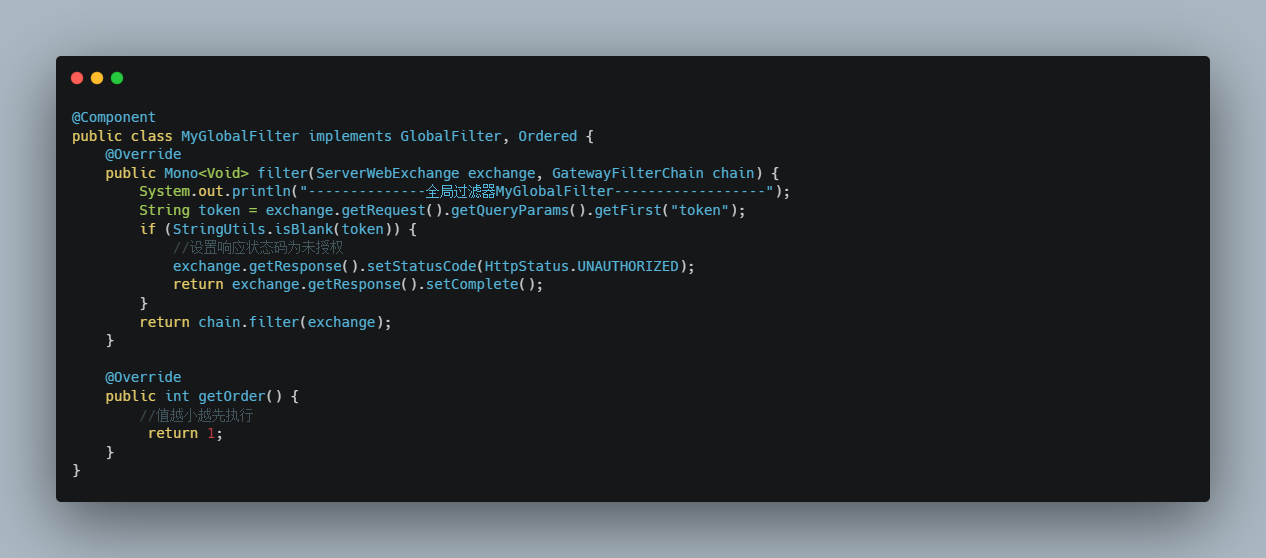 @Component
public class MyGlobalFilter implements GlobalFilter, Ordered {
    @Override
    public Mono<Void> filter(ServerWebExchange exchange, GatewayFilterChain chain) {
        System.out.println("--------------全局过滤器MyGlobalFilter------------------");
        String token = exchange.getRequest().getQueryParams().getFirst("token");
        if (StringUtils.isBlank(token)) {
            //设置响应状态码为未授权
            exchange.getResponse().setStatusCode(HttpStatus.UNAUTHORIZED);
            return exchange.getResponse().setComplete();
        }
        return chain.filter(exchange);
    }

    @Override
    public int getOrder() {
        //值越小越先执行
         return 1;
    }
}